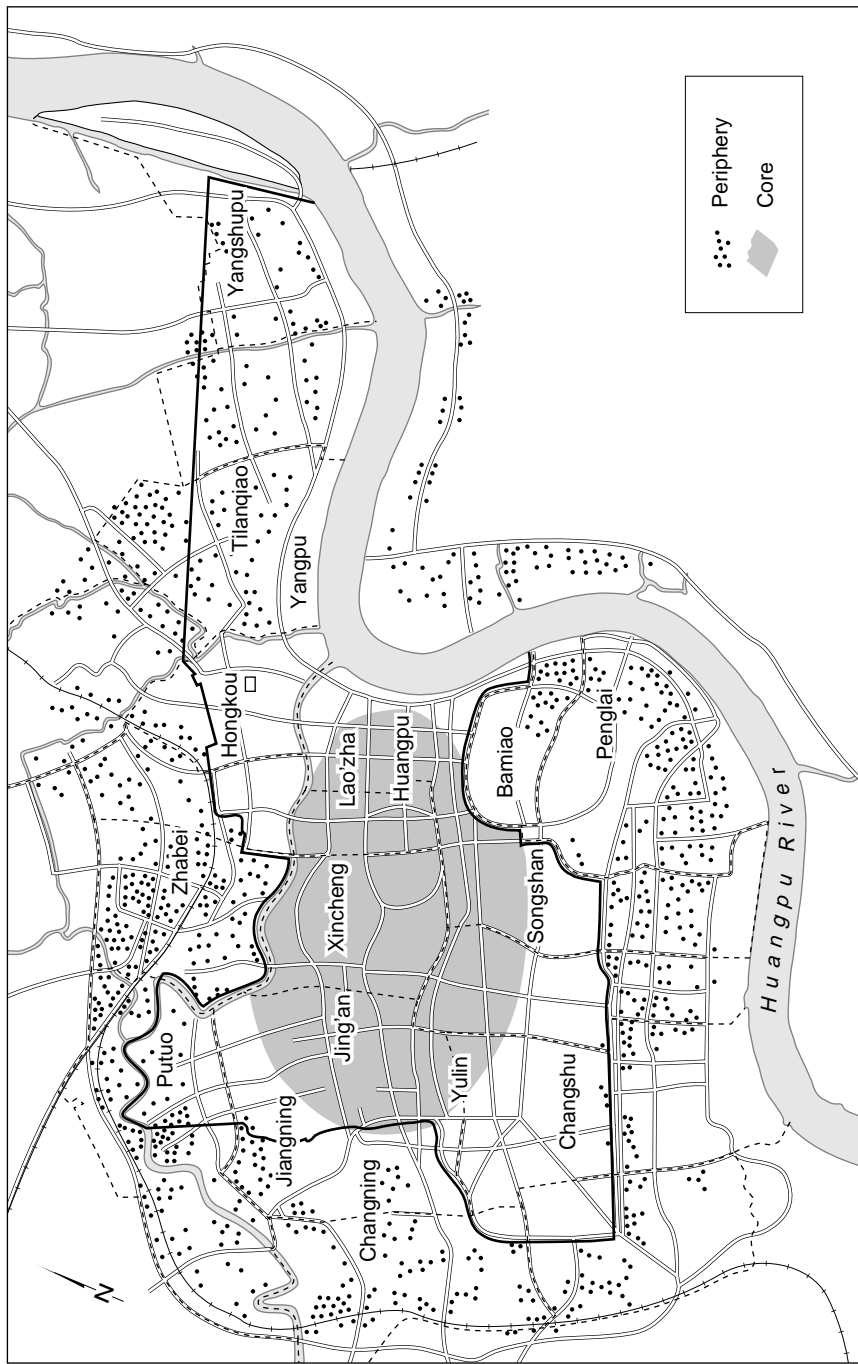 Yangshupu
Tilanqiao
Yangpu
Hongkou
Zhabei
Lao'zha
Huangpu
Bamiao
Penglai
Xincheng
Songshan
Putuo
Jing'an
Yulin
Jiangning
Changshu
Changning
Huangpu River
N
Periphery
Core